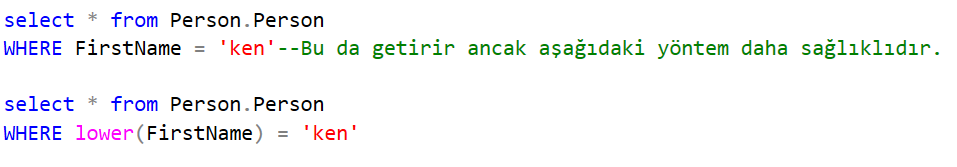 select * from Person.Person
WHERE FirstName = 'ken'--Bu da getirir ancak aşağıdaki yöntem daha sağlıklıdır.
select * from Person.Person
WHERE lower(FirstName) = 'ken'